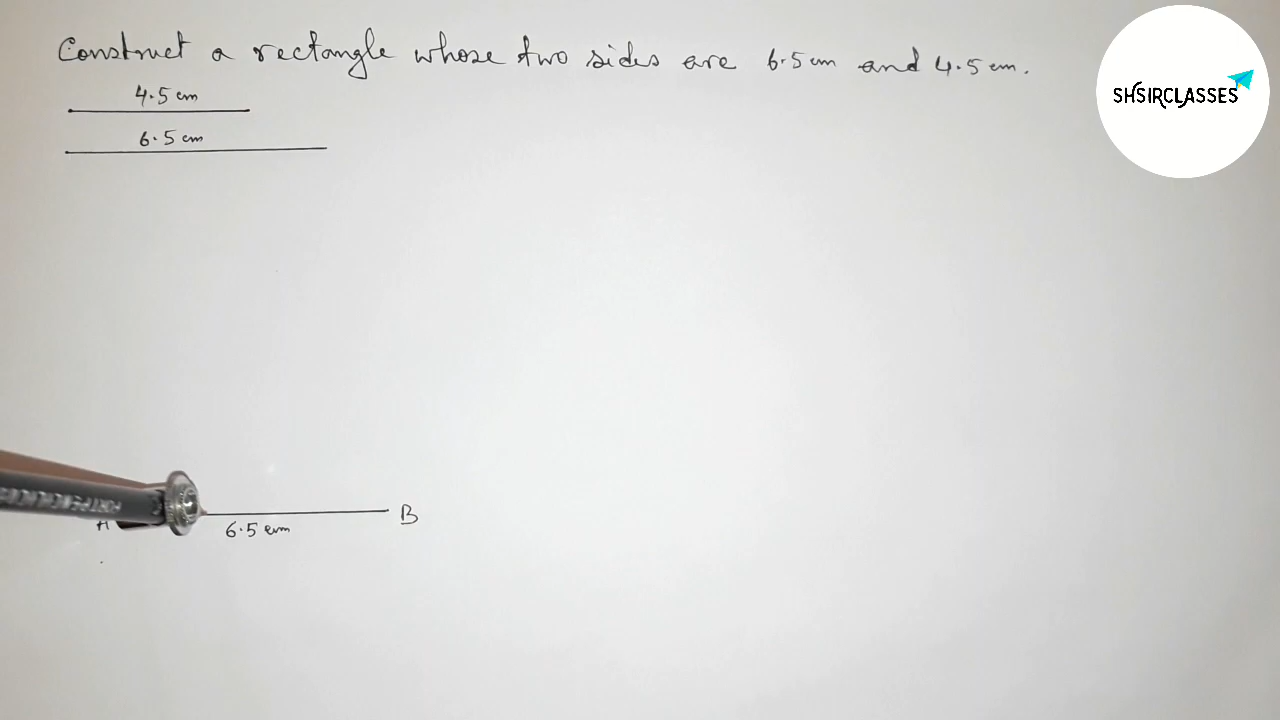 Construct a rectangle whose two sides are 6.5 cm and 4.5 cm.
SHSIRCLASSES
4.5 cm
6.5 cm
A
B
6.5 cm